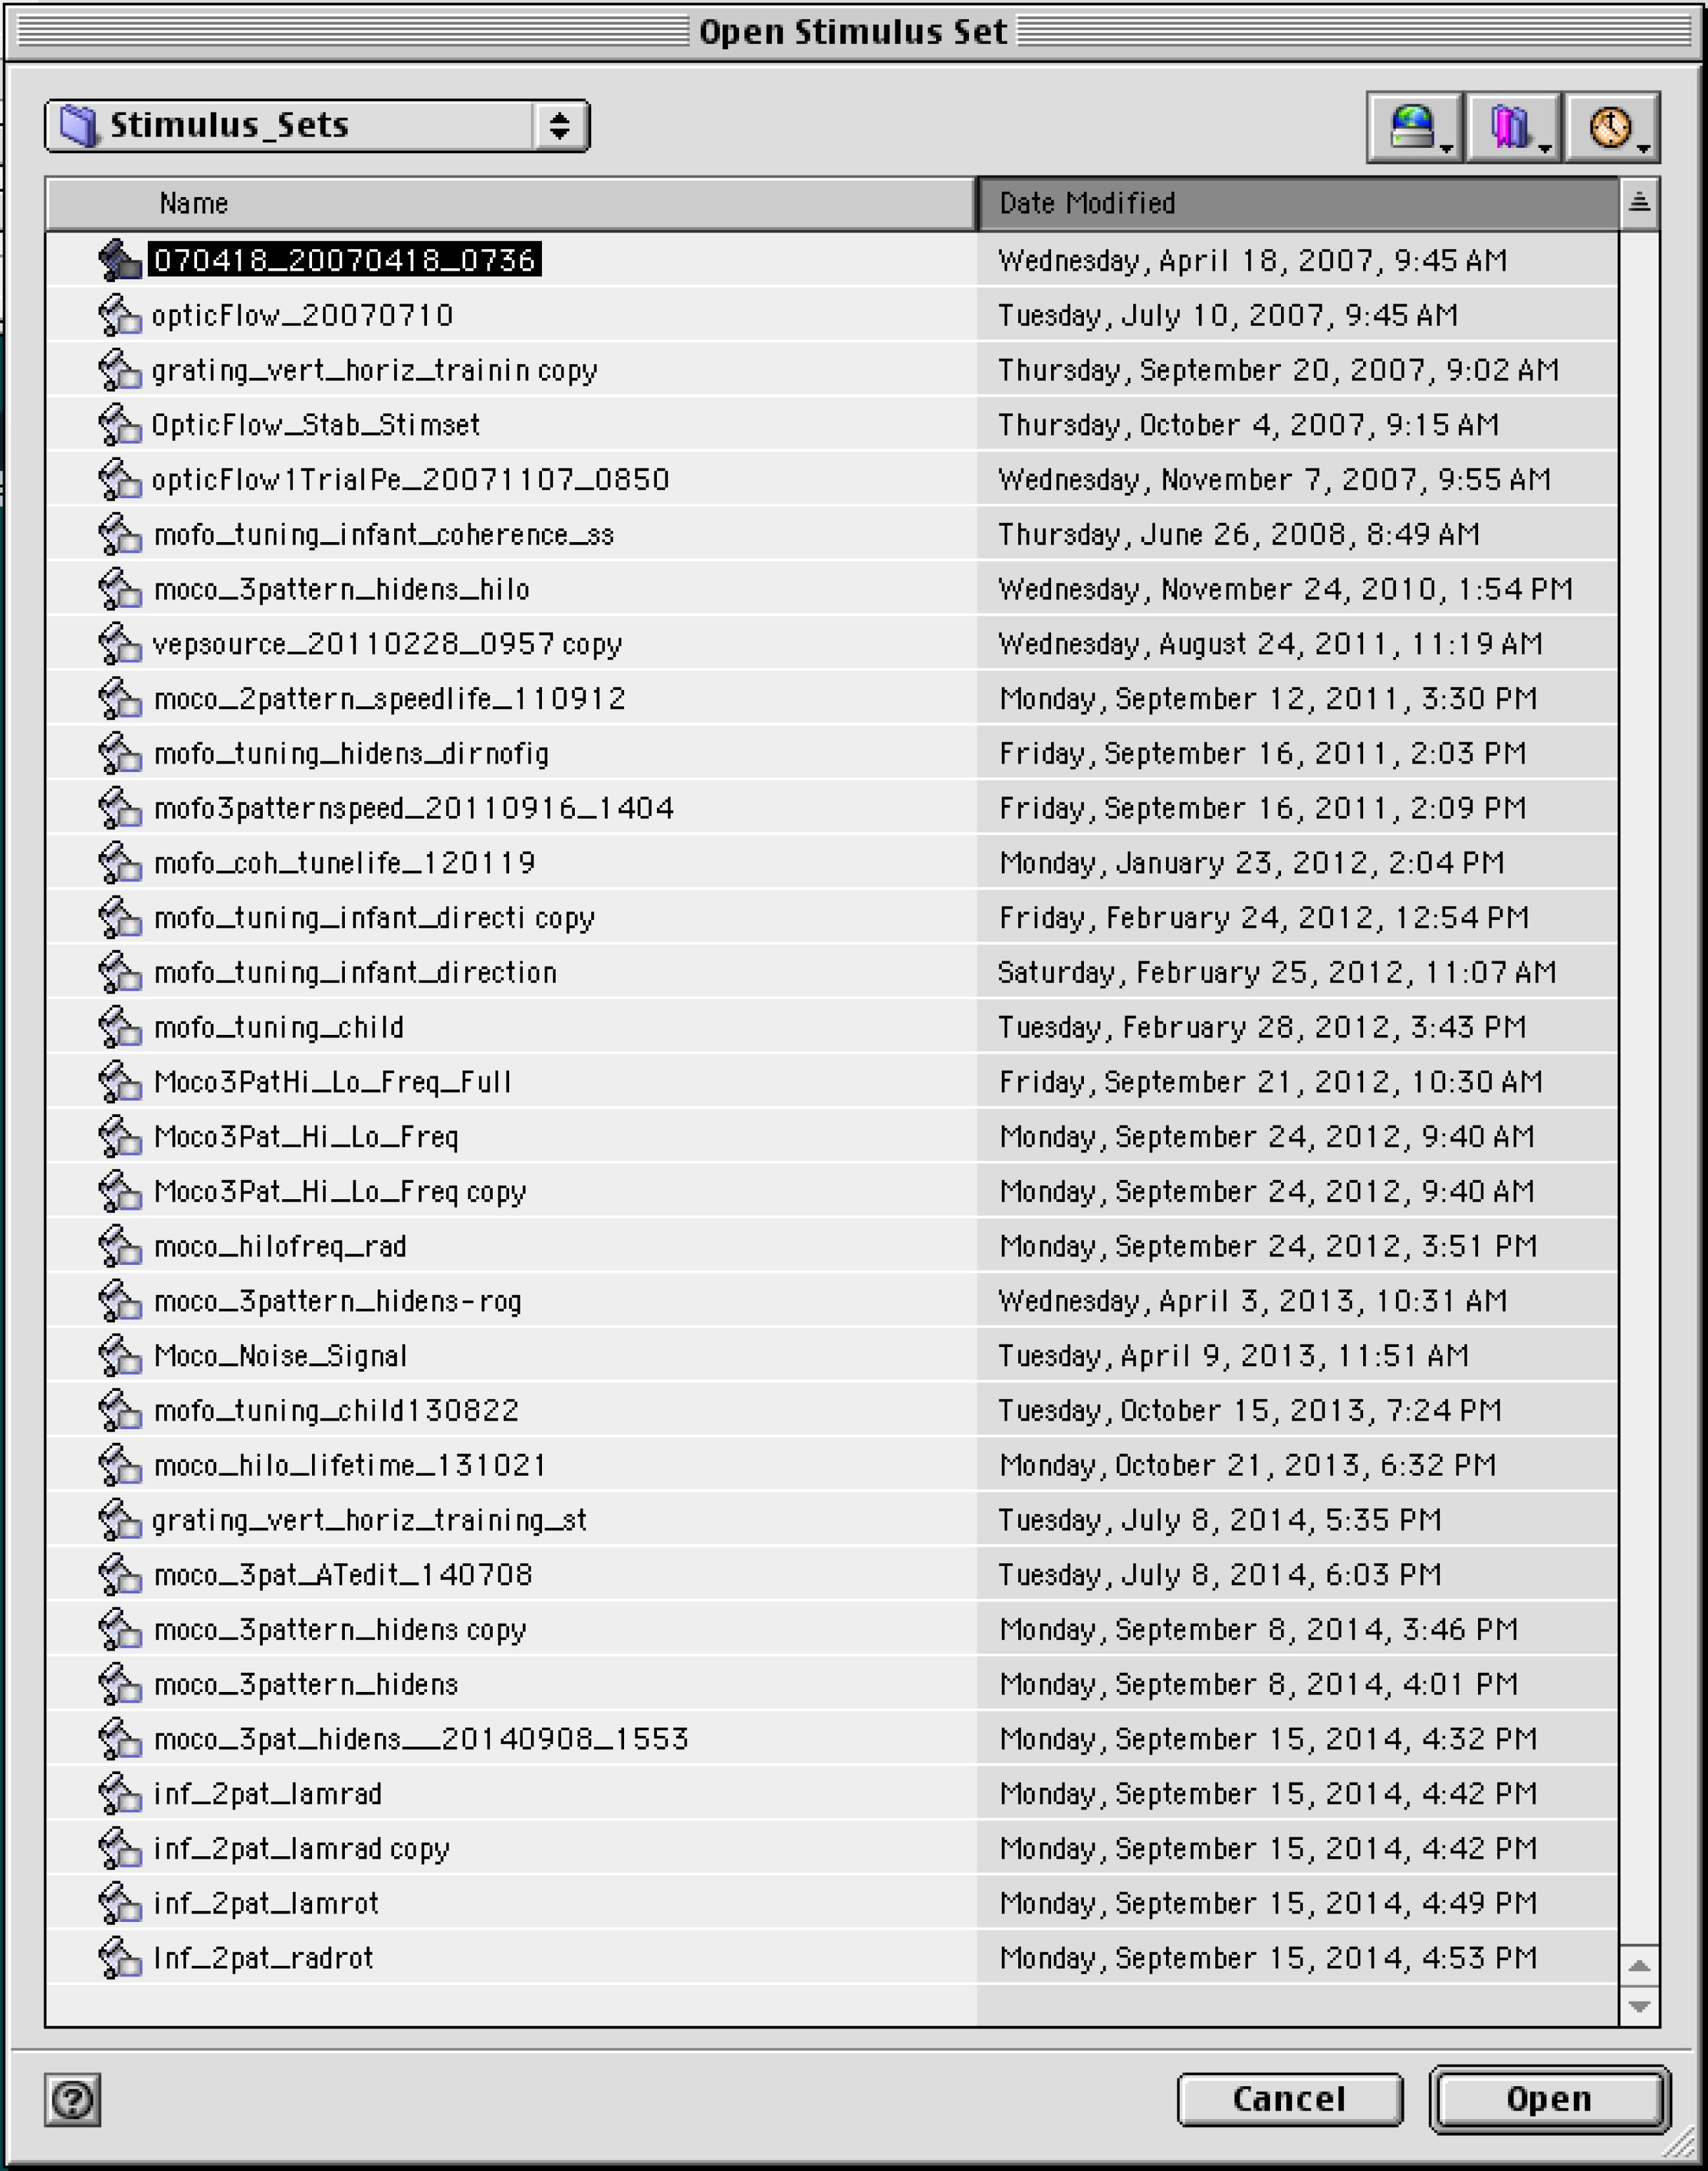 Open Stimulus Set
Stimulus_Sets
Name Date Modified
070418_20070418_0736 Wednesday, April 18, 2007, 9:45 AM
opticFlow_20070710 Tuesday, July 10, 2007, 9:45 AM
grating_vert_horiz_trainin copy Thursday, September 20, 2007, 9:02 AM
OpticFlow_Stab_Stimset Thursday, October 4, 2007, 9:15 AM
opticFlow1TrialPe_20071107_0850 Wednesday, November 7, 2007, 9:55 AM
mofo_tuning_infant_coherence_ss Thursday, June 26, 2008, 8:49 AM
moco_3pattern_hidens_hilo Wednesday, November 24, 2010, 1:54 PM
vepsource_20110228_0957 copy Wednesday, August 24, 2011, 11:19 AM
moco_2pattern_speedlife_110912 Monday, September 12, 2011, 3:30 PM
mofo_tuning_hidens_dirnofig Friday, September 16, 2011, 2:03 PM
mofo3patternspeed_20110916_1404 Friday, September 16, 2011, 2:09 PM
mofo_coh_tunelife_120119 Monday, January 23, 2012, 2:04 PM
mofo_tuning_infant_directi copy Friday, February 24, 2012, 12:54 PM
mofo_tuning_infant_direction Saturday, February 25, 2012, 11:07 AM
mofo_tuning_child Tuesday, February 28, 2012, 3:43 PM
Moco3PatHi_Lo_Freq_Full Friday, September 21, 2012, 10:30 AM
Moco3Pat_Hi_Lo_Freq Monday, September 24, 2012, 9:40 AM
Moco3Pat_Hi_Lo_Freq copy Monday, September 24, 2012, 9:40 AM
moco_hilofreq_rad Monday, September 24, 2012, 3:51 PM
moco_3pattern_hidens-rog Wednesday, April 3, 2013, 10:31 AM
Moco_Noise_Signal Tuesday, April 9, 2013, 11:51 AM
mofo_tuning_child130822 Tuesday, October 15, 2013, 7:24 PM
moco_hilo_lifetime_131021 Monday, October 21, 2013, 6:32 PM
grating_vert_horiz_training_st Tuesday, July 8, 2014, 5:35 PM
moco_3pat_ATedit_140708 Tuesday, July 8, 2014, 6:03 PM
moco_3pattern_hidens copy Monday, September 8, 2014, 3:46 PM
moco_3pattern_hidens Monday, September 8, 2014, 4:01 PM
moco_3pat_hidens__20140908_1553 Monday, September 15, 2014, 4:32 PM
inf_2pat_lamrad Monday, September 15, 2014, 4:42 PM
inf_2pat_lamrad copy Monday, September 15, 2014, 4:42 PM
inf_2pat_lamrot Monday, September 15, 2014, 4:49 PM
Inf_2pat_radrot Monday, September 15, 2014, 4:53 PM
? Cancel Open